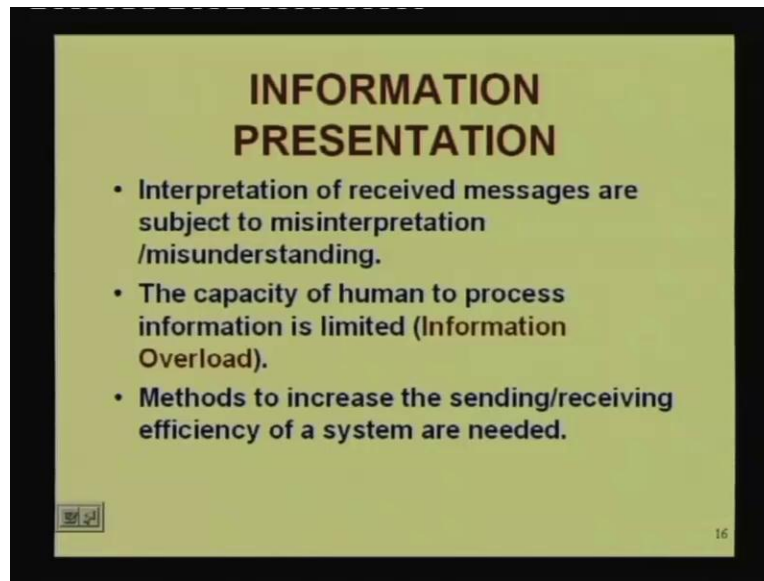 INFORMATION
PRESENTATION
• Interpretation of received messages are
subject to misinterpretation
/misunderstanding.
• The capacity of human to process
information is limited (Information
Overload).
• Methods to increase the sending/receiving
efficiency of a system are needed.
16